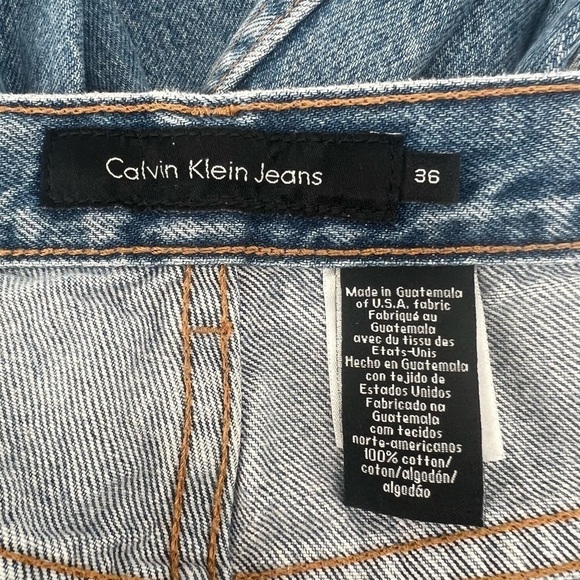 Calvin Klein Jeans
36
Made in Guatemala
of U.S.A. fabric
Fabriqué au
Guatemala
avec du tissu des
Etats-Unis
Hecho en Guatemala
con tejido de
Estados Unidos
Fabricado na
Guatemala
com tecidos
norte-americanos
100% cotton/
coton/algodón/
algodão